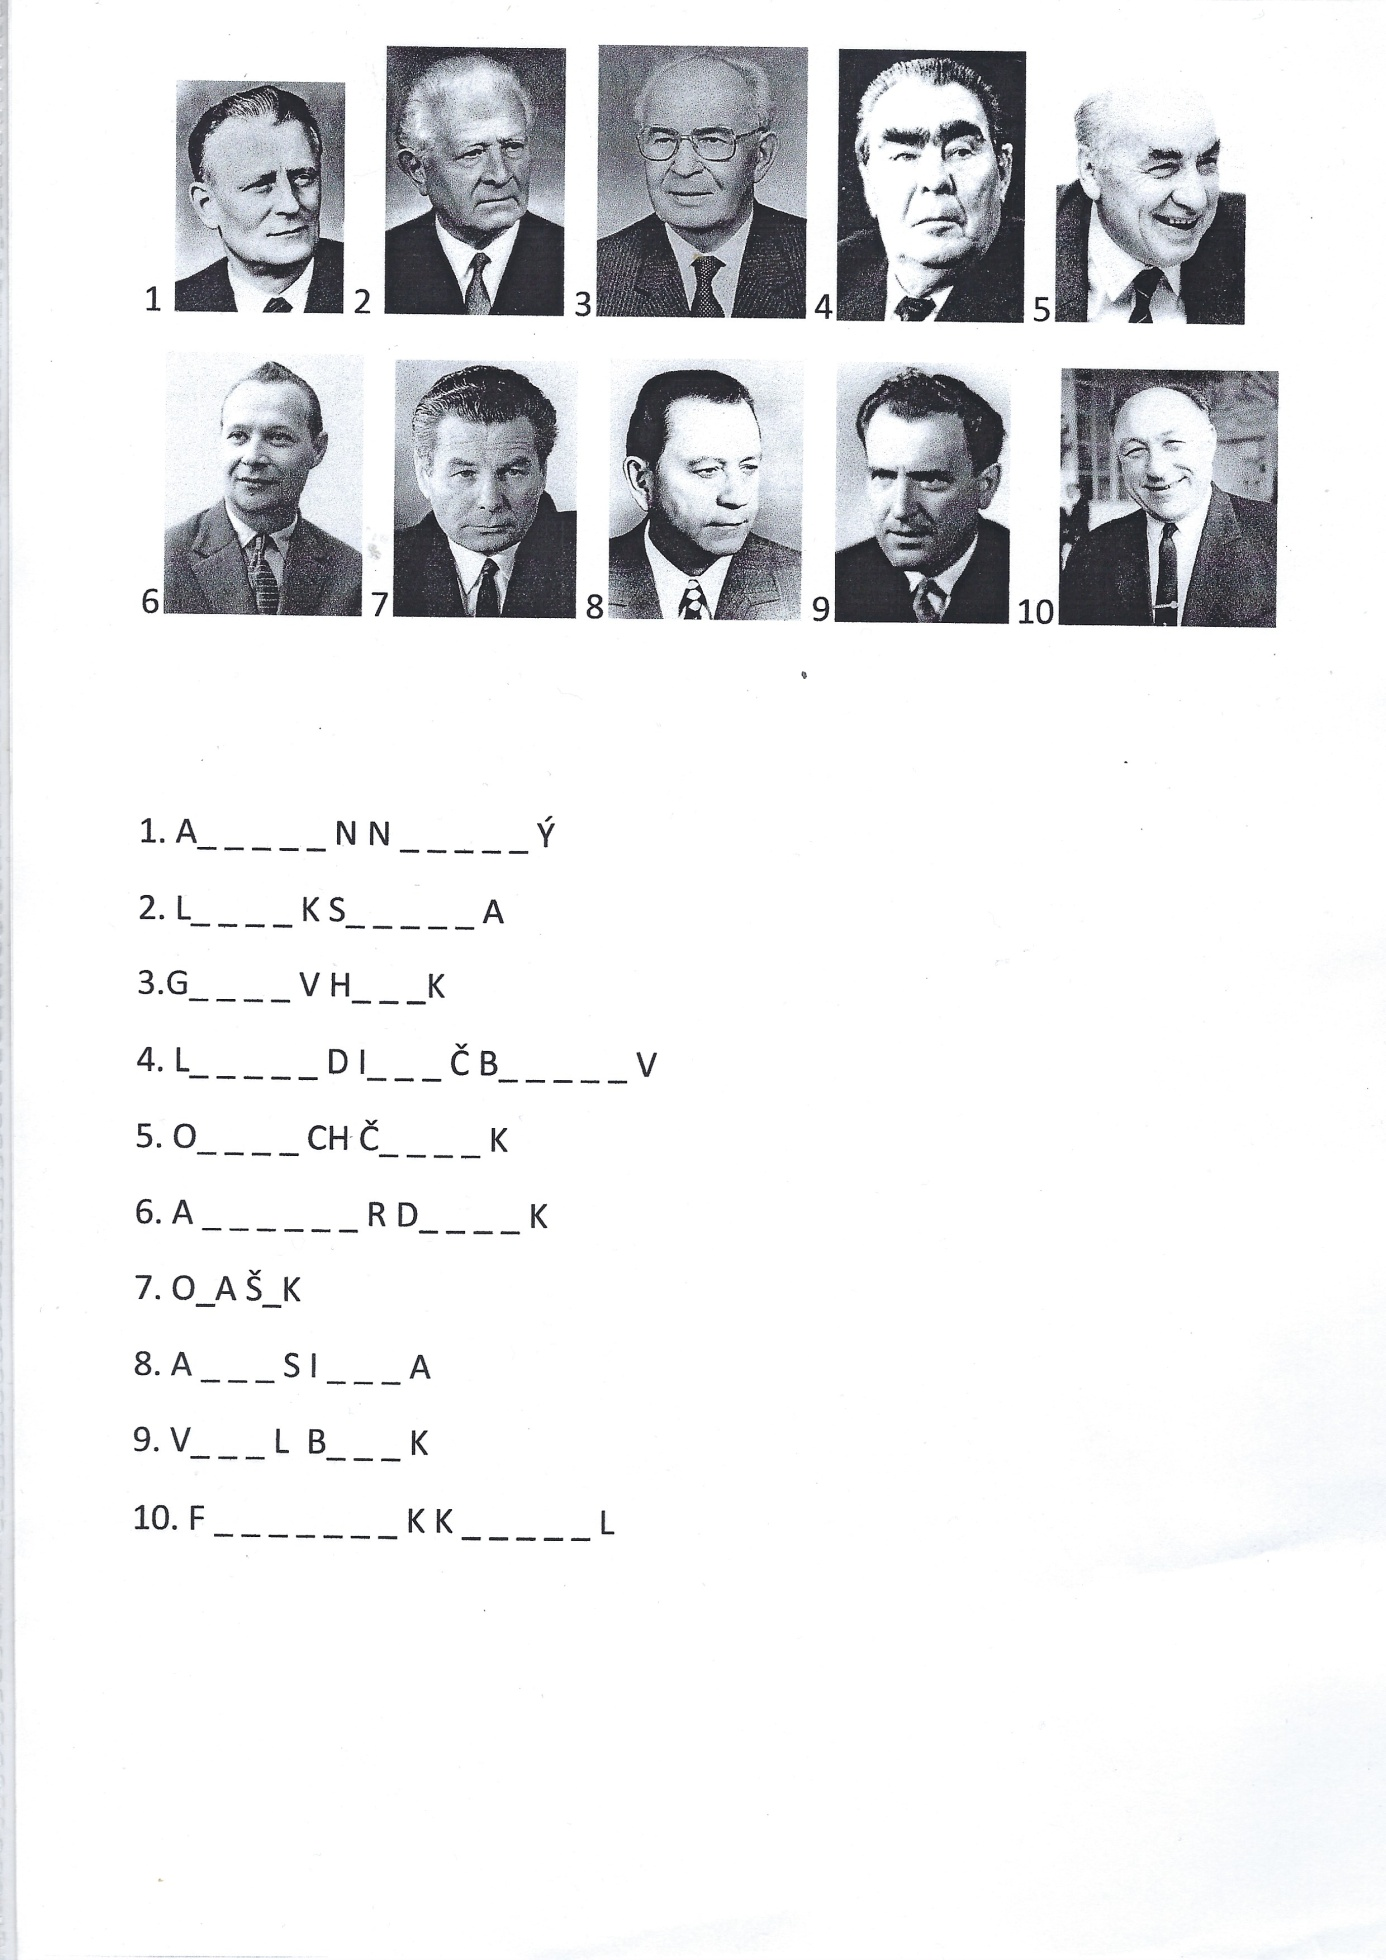 1 2 3 4 5
6 7 8 9 10
1. A_ _ _ _ _ N N _ _ _ _ _ Ý
2. L_ _ _ _ K S_ _ _ _ _ A
3.G_ _ _ _ V H_ _ _K
4. L_ _ _ _ _ D I_ _ _ Č B_ _ _ _ _ V
5. O_ _ _ _ CH Č_ _ _ _ K
6. A _ _ _ _ _ _ R D_ _ _ _ K
7. O_A Š_K
8. A _ _ _ S I _ _ _ A
9. V_ _ _ L B_ _ _ K
10. F _ _ _ _ _ _ _ K K _ _ _ _ _ L